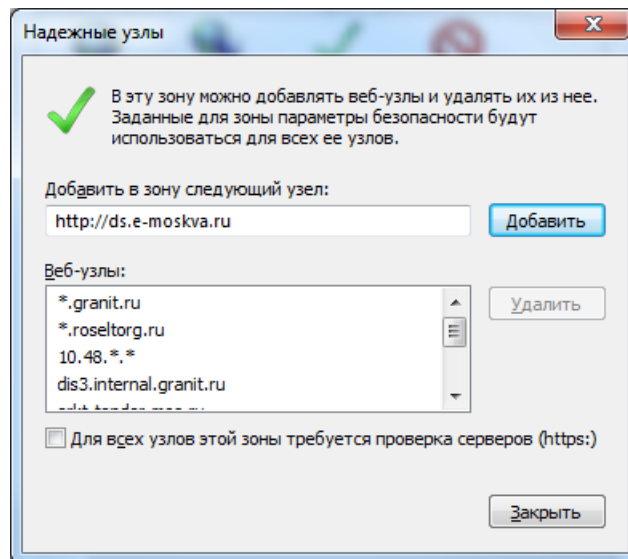 Надежные узлы
В эту зону можно добавлять веб-узлы и удалять их из нее.
Заданные для зоны параметры безопасности будут
использоваться для всех ее узлов.
Добавить в зону следующий узел:
http://ds.e-moskva.ru
Добавить
Веб-узлы:
*.granit.ru
Удалить
*.roseltorg.ru
10.48.*.*
dis3.internal.granit.ru
Для всех узлов этой зоны требуется проверка серверов (https:)
Закрыть